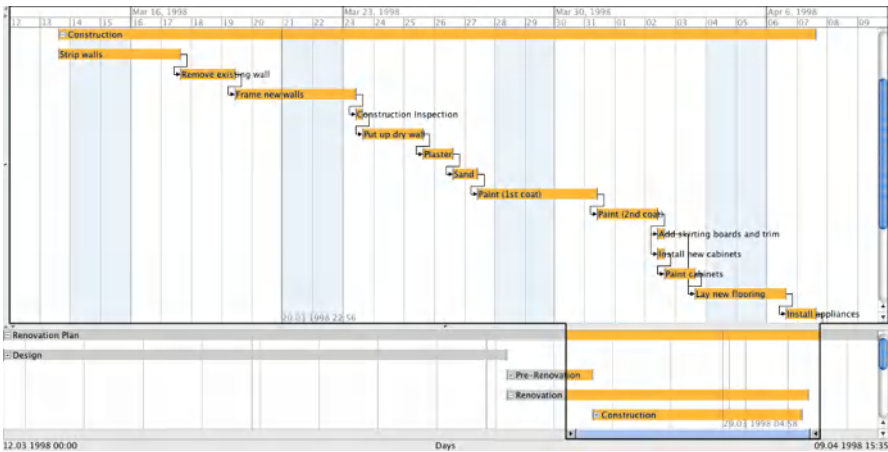 Mar 16, 1998 Mar 23, 1998 Mar 30, 1998 Apr 6, 1998
12 13 14 15 16 17 18 19 20 21 22 23 24 25 26 27 28 29 30 31 01 02 03 04 05 06 07 08 09
Construction
Strip walls
Remove existing wall
Frame new walls
Construction Inspection
Put up dry wall
Plaster
Sand
Paint (1st coat)
Paint (2nd coat)
Add skirting boards and trim
Install new cabinets
Paint cabinets
Lay new flooring
Install appliances
20.03 1998 22:56
Renovation Plan
Design
Pre-Renovation
Renovation
Construction
29.03 1998 04:58
12.03 1998 00:00 Days 09.04 1998 15:35